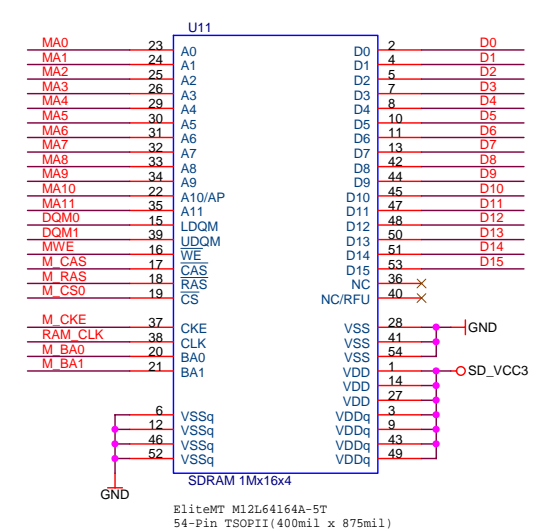 U11
MA0 23 A0 D0 2 D0
MA1 24 A1 D1 4 D1
MA2 25 A2 D2 5 D2
MA3 26 A3 D3 7 D3
MA4 29 A4 D4 8 D4
MA5 30 A5 D5 10 D5
MA6 31 A6 D6 11 D6
MA7 32 A7 D7 13 D7
MA8 33 A8 D8 42 D8
MA9 34 A9 D9 44 D9
MA10 22 A10/AP D10 45 D10
MA11 35 A11 D11 47 D11
DQM0 15 LDQM D12 48 D12
DQM1 39 UDQM D13 50 D13
MWE 16 WE D14 51 D14
M_CAS 17 CAS D15 53 D15
M_RAS 18 RAS NC 36
M_CS0 19 CS NC/RFU 40
M_CKE 37 CKE VSS 28 GND
RAM_CLK 38 CLK VSS 41
M_BA0 20 BA0 VSS 54
M_BA1 21 BA1 VDD 1 SD_VCC3
VDD 14
VDD 27
6 VSSq VDDq 3
12 VSSq VDDq 9
46 VSSq VDDq 43
52 VSSq VDDq 49
SDRAM 1Mx16x4
GND
EliteMT M12L64164A-5T
54-Pin TSOPII(400mil x 875mil)